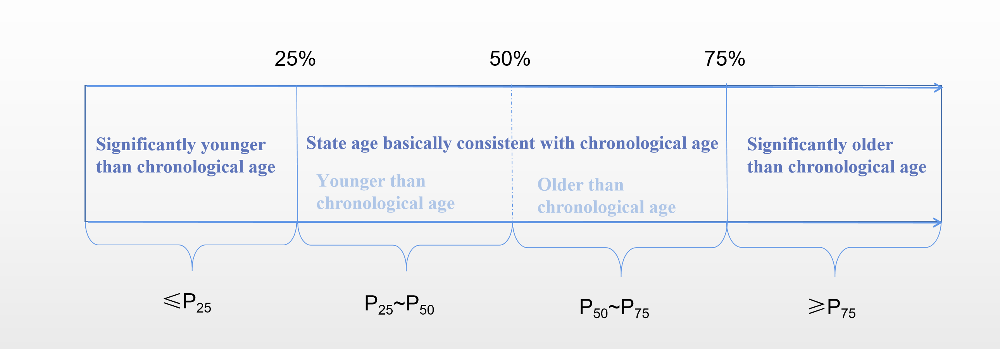 25%
50%
75%
Significantly younger
than chronological age
State age basically consistent with chronological age
Younger than
chronological age
Older than
chronological age
Significantly older
than chronological age
⩽P25
P25~P50
P50~P75
⩾P75